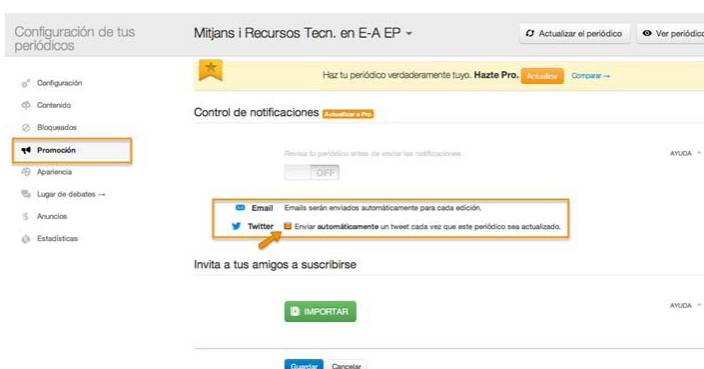 Configuración de tus
periódicos
Mitjans i Recursos Tecn. en E-A EP
Actualizar el periódico
Ver periódico
Haz tu periódico verdaderamente tuyo. Hazte Pro. Actualizar Comparar →
Configuración
Contenido
Bloqueados
Promoción
Apariencia
Lugar de debates →
Anuncios
Estadísticas
Control de notificaciones Actualizar a Pro
Revisa tu periódico antes de enviar las notificaciones
AYUDA
OFF
Email Emails serán enviados automáticamente para cada edición.
Twitter Enviar automáticamente un tweet cada vez que este periódico sea actualizado.
Invita a tus amigos a suscribirse
IMPORTAR
AYUDA
Guardar Cancelar